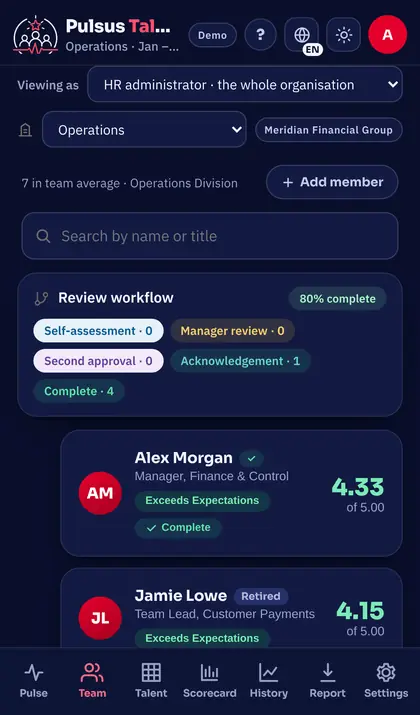 Pulsus Tal...
Operations · Jan –...
Demo
?
EN
A
Viewing as
HR administrator · the whole organisation
Operations
Meridian Financial Group
7 in team average · Operations Division
+ Add member
Search by name or title
Review workflow
80% complete
Self-assessment · 0
Manager review · 0
Second approval · 0
Acknowledgement · 1
Complete · 4
AM
Alex Morgan ✓
Manager, Finance & Control
Exceeds Expectations
✓ Complete
4.33
of 5.00
JL
Jamie Lowe
Retired
Team Lead, Customer Payments
Exceeds Expectations
4.15
of 5.00
Pulse
Team
Talent
Scorecard
History
Report
Settings